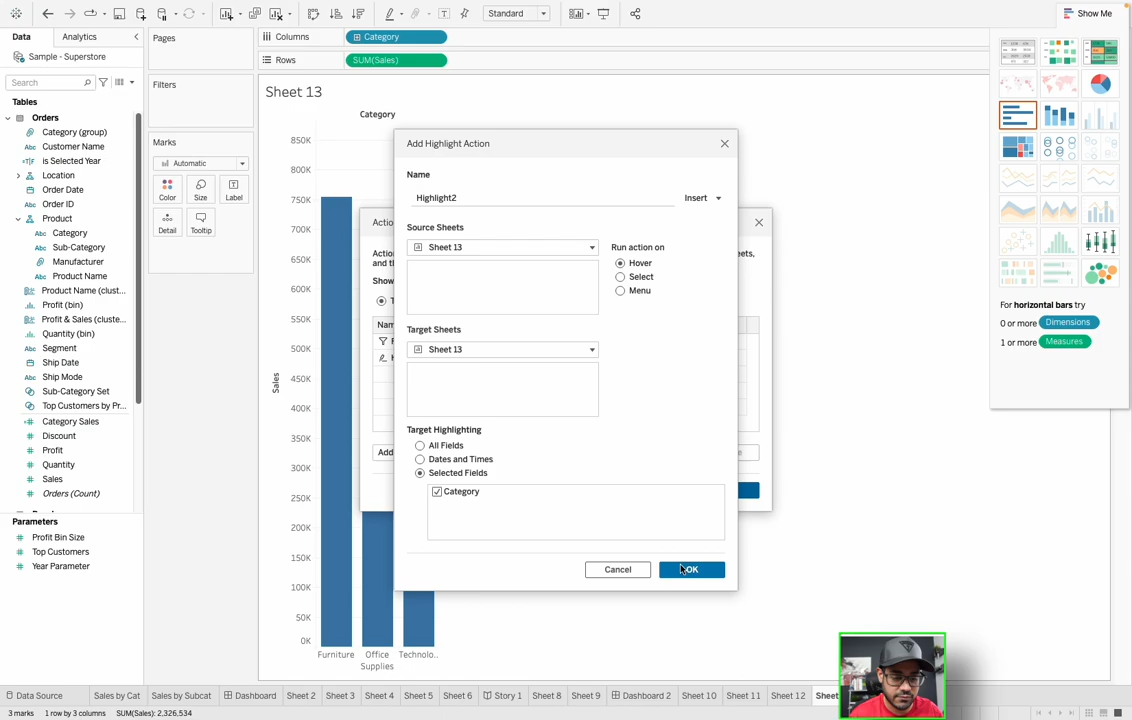 Standard
Show Me
Data
Analytics
Pages
Columns
Category
Sample - Superstore
Rows
SUM(Sales)
Search
Filters
Sheet 13
Tables
Orders
Category (group)
Customer Name
is Selected Year
Location
Order Date
Order ID
Product
Category
Sub-Category
Manufacturer
Product Name
Product Name (clust...
Profit (bin)
Profit & Sales (cluste...
Quantity (bin)
Segment
Ship Date
Ship Mode
Sub-Category Set
Top Customers by Pr...
Category Sales
Discount
Profit
Quantity
Sales
Orders (Count)
Parameters
Profit Bin Size
Top Customers
Year Parameter
Marks
Automatic
Color
Size
Label
Detail
Tooltip
Category
850K
800K
750K
700K
650K
600K
550K
500K
450K
400K
350K
300K
250K
200K
150K
100K
50K
0K
Sales
Furniture
Office
Supplies
Technolo..
Add Highlight Action
Name
Highlight2
Insert
Source Sheets
Sheet 13
Run action on
Hover
Select
Menu
Target Sheets
Sheet 13
Target Highlighting
All Fields
Dates and Times
Selected Fields
Category
Cancel
OK
Add
For horizontal bars try
0 or more Dimensions
1 or more Measures
Data Source
Sales by Cat
Sales by Subcat
Dashboard
Sheet 2
Sheet 3
Sheet 4
Sheet 5
Sheet 6
Story 1
Sheet 8
Sheet 9
Dashboard 2
Sheet 10
Sheet 11
Sheet 12
Sheet
3 marks
1 row by 3 columns
SUM(Sales): 2,326,534